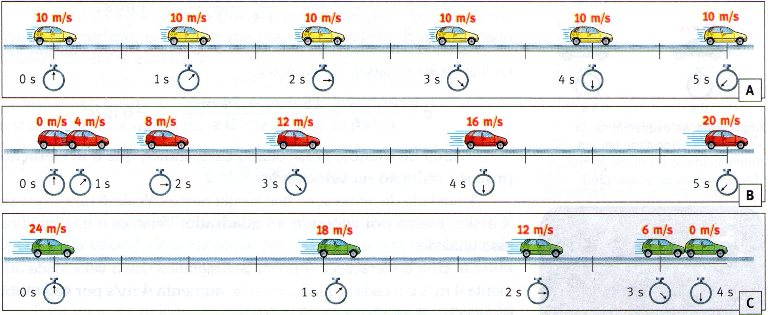 10 m/s 10 m/s 10 m/s 10 m/s 10 m/s 10 m/s
0 s 1 s 2 s 3 s 4 s 5 s
A
0 m/s 4 m/s 8 m/s 12 m/s 16 m/s 20 m/s
0 s 1 s 2 s 3 s 4 s 5 s
B
24 m/s 18 m/s 12 m/s 6 m/s 0 m/s
0 s 1 s 2 s 3 s 4 s
C